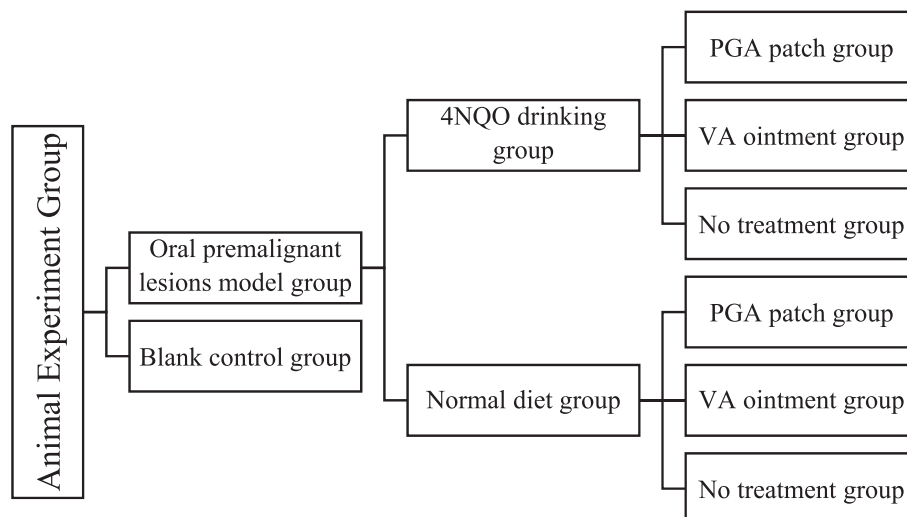 Animal Experiment Group
Oral premalignant
lesions model group
Blank control group
4NQO drinking
group
Normal diet group
PGA patch group
VA ointment group
No treatment group
PGA patch group
VA ointment group
No treatment group